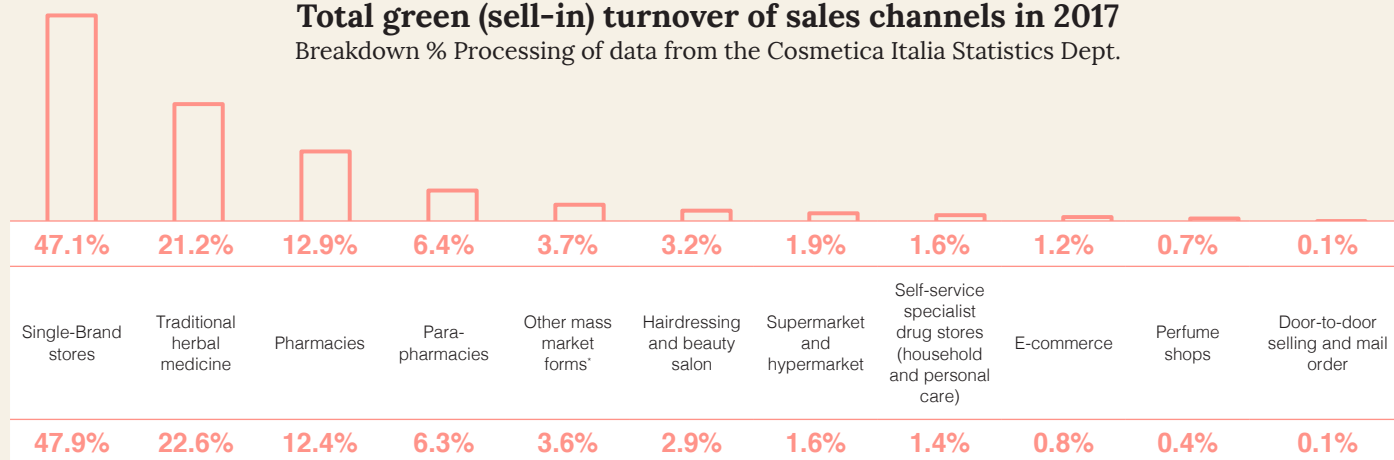 Total green (sell-in) turnover of sales channels in 2017
Breakdown % Processing of data from the Cosmetica Italia Statistics Dept.
47.1% 21.2% 12.9% 6.4% 3.7% 3.2% 1.9% 1.6% 1.2% 0.7% 0.1%
Single-Brand
stores
Traditional
herbal
medicine
Pharmacies
Para-
pharmacies
Other mass
market
forms*
Hairdressing
and beauty
salon
Supermarket
and
hypermarket
Self-service
specialist
drug stores
(household
and personal
care)
E-commerce
Perfume
shops
Door-to-door
selling and mail
order
47.9% 22.6% 12.4% 6.3% 3.6% 2.9% 1.6% 1.4% 0.8% 0.4% 0.1%